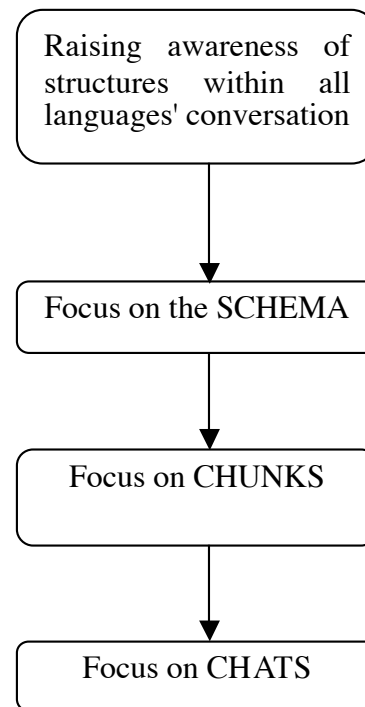 Raising awareness of
structures within all
languages' conversation
Focus on the SCHEMA
Focus on CHUNKS
Focus on CHATS